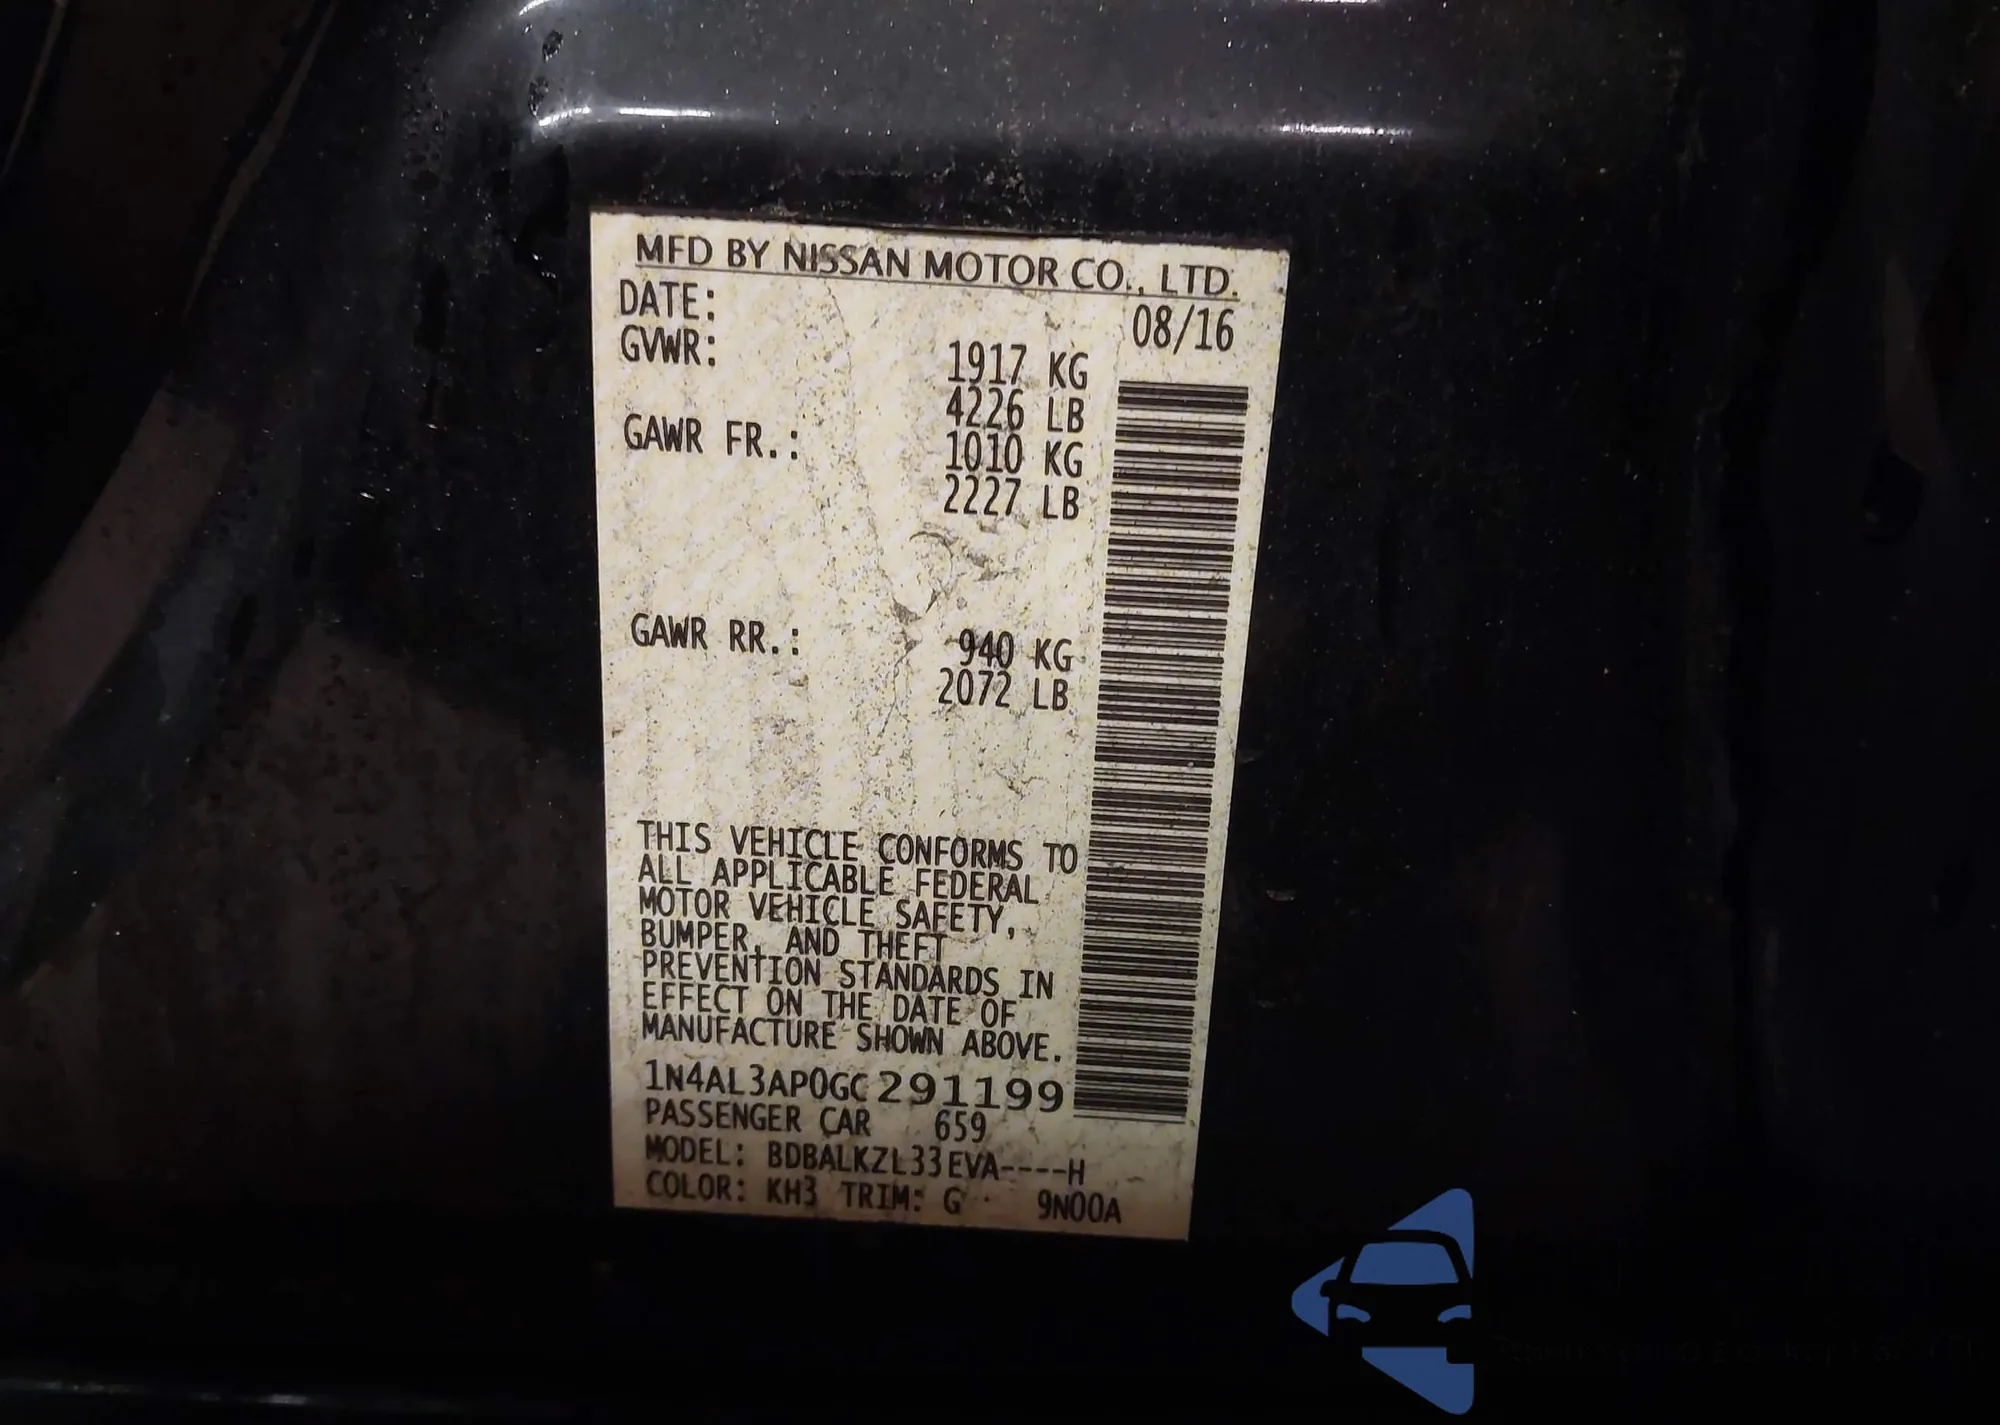 MFD BY NISSAN MOTOR CO., LTD.
DATE: 08/16
GVWR: 1917 KG
4226 LB
GAWR FR.: 1010 KG
2227 LB
GAWR RR.: 940 KG
2072 LB
THIS VEHICLE CONFORMS TO
ALL APPLICABLE FEDERAL
MOTOR VEHICLE SAFETY,
BUMPER, AND THEFT
PREVENTION STANDARDS IN
EFFECT ON THE DATE OF
MANUFACTURE SHOWN ABOVE.
1N4AL3AP0GC291199
PASSENGER CAR 659
MODEL: BDBALKZL33EVA----H
COLOR: KH3 TRIM: G 9N00A